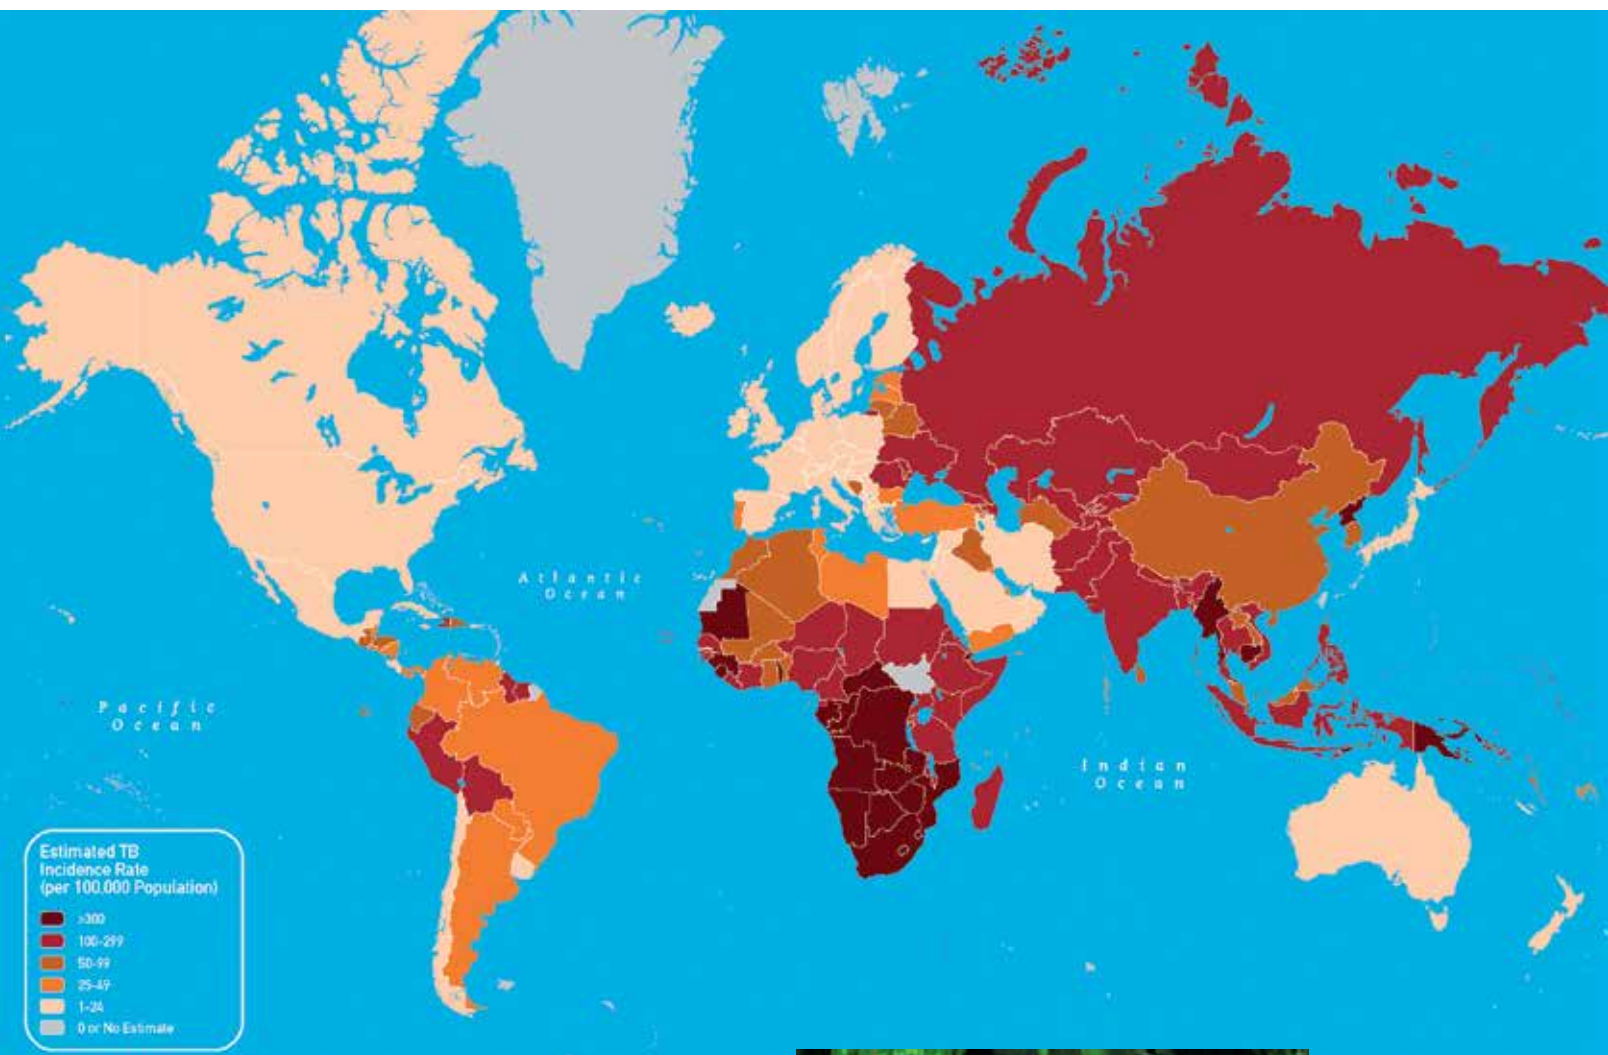 Atlantic
Ocean
Pacific
Ocean
Indian
Ocean
Estimated TB
Incidence Rate
(per 100.000 Population)
>300
100-299
50-99
25-49
1-24
0 or No Estimate